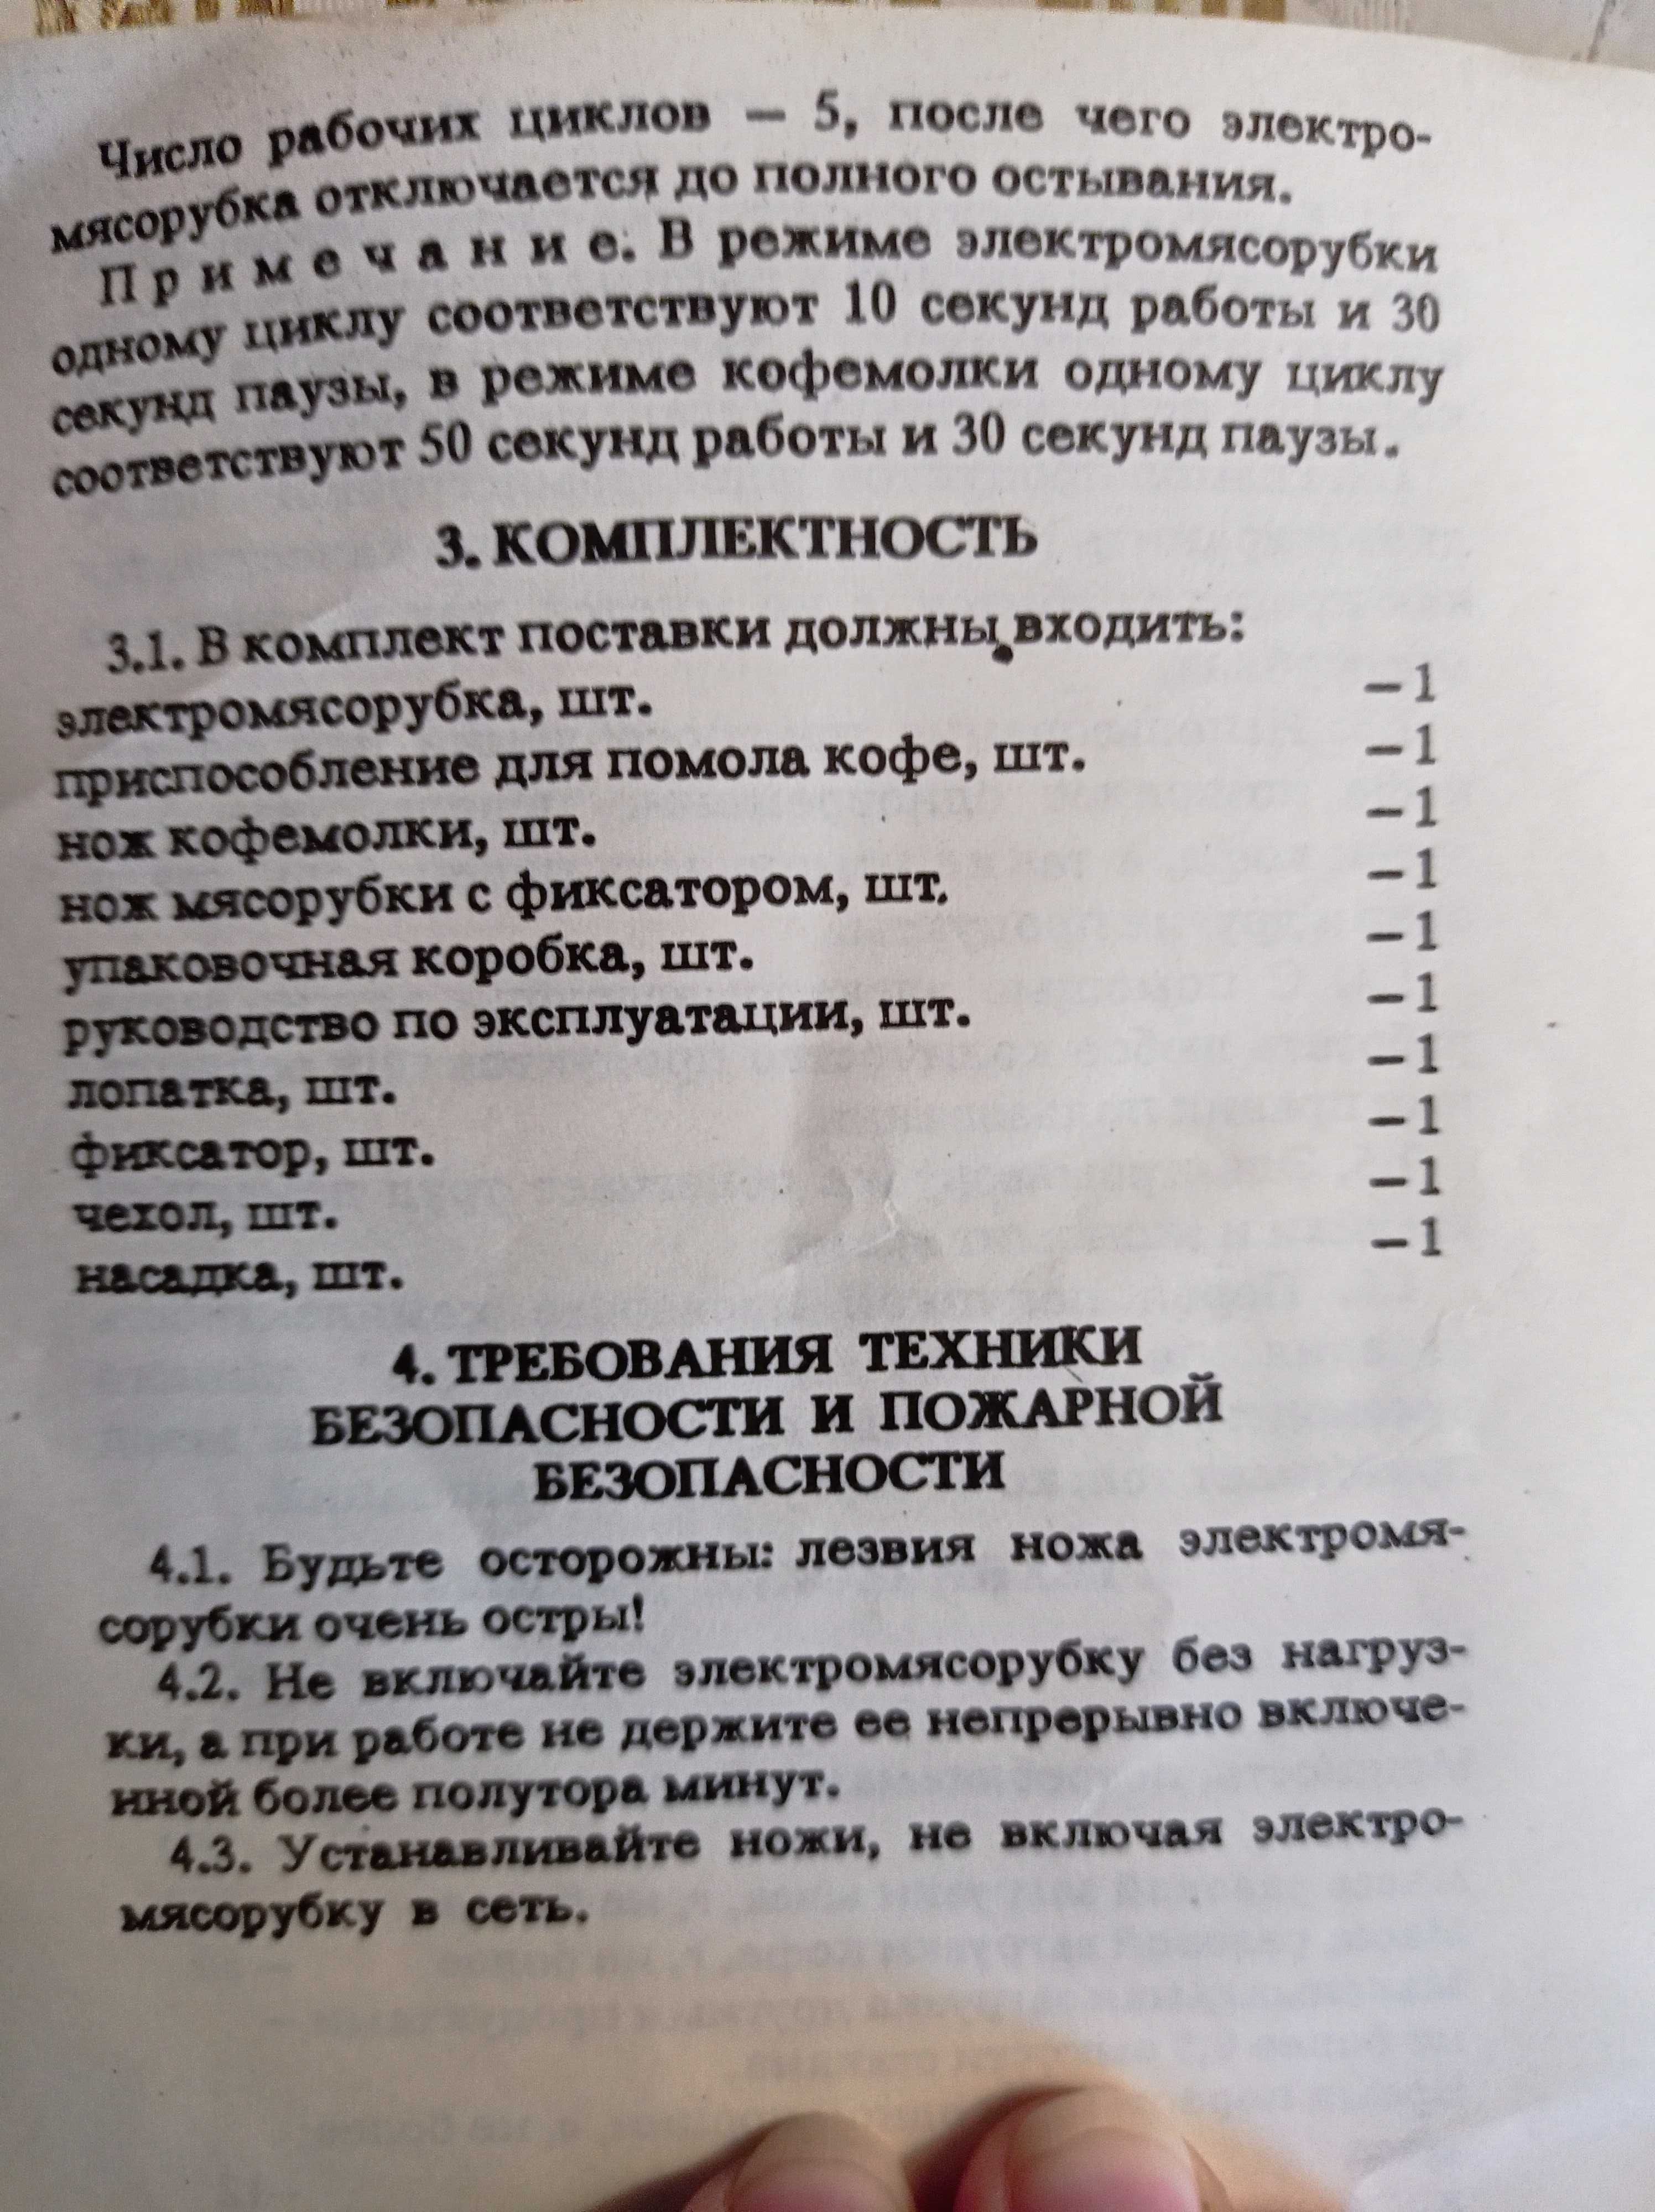 Число рабочих циклов — 5, после чего электро-
мясорубка отключается до полного остывания.
Примечание. В режиме электромясорубки
одному циклу соответствуют 10 секунд работы и 30
секунд паузы, в режиме кофемолки одному циклу
соответствуют 50 секунд работы и 30 секунд паузы.
3. КОМПЛЕКТНОСТЬ
3.1. В комплект поставки должны входить:
электромясорубка, шт. — 1
приспособление для помола кофе, шт. — 1
нож кофемолки, шт. — 1
нож мясорубки с фиксатором, шт. — 1
упаковочная коробка, шт. — 1
руководство по эксплуатации, шт. — 1
лопатка, шт. — 1
фиксатор, шт. — 1
чехол, шт. — 1
насадка, шт. — 1
4. ТРЕБОВАНИЯ ТЕХНИКИ
БЕЗОПАСНОСТИ И ПОЖАРНОЙ
БЕЗОПАСНОСТИ
4.1. Будьте осторожны: лезвия ножа электромя-
сорубки очень остры!
4.2. Не включайте электромясорубку без нагруз-
ки, а при работе не держите ее непрерывно включе-
нной более полутора минут.
4.3. Устанавливайте ножи, не включая электро-
мясорубку в сеть.